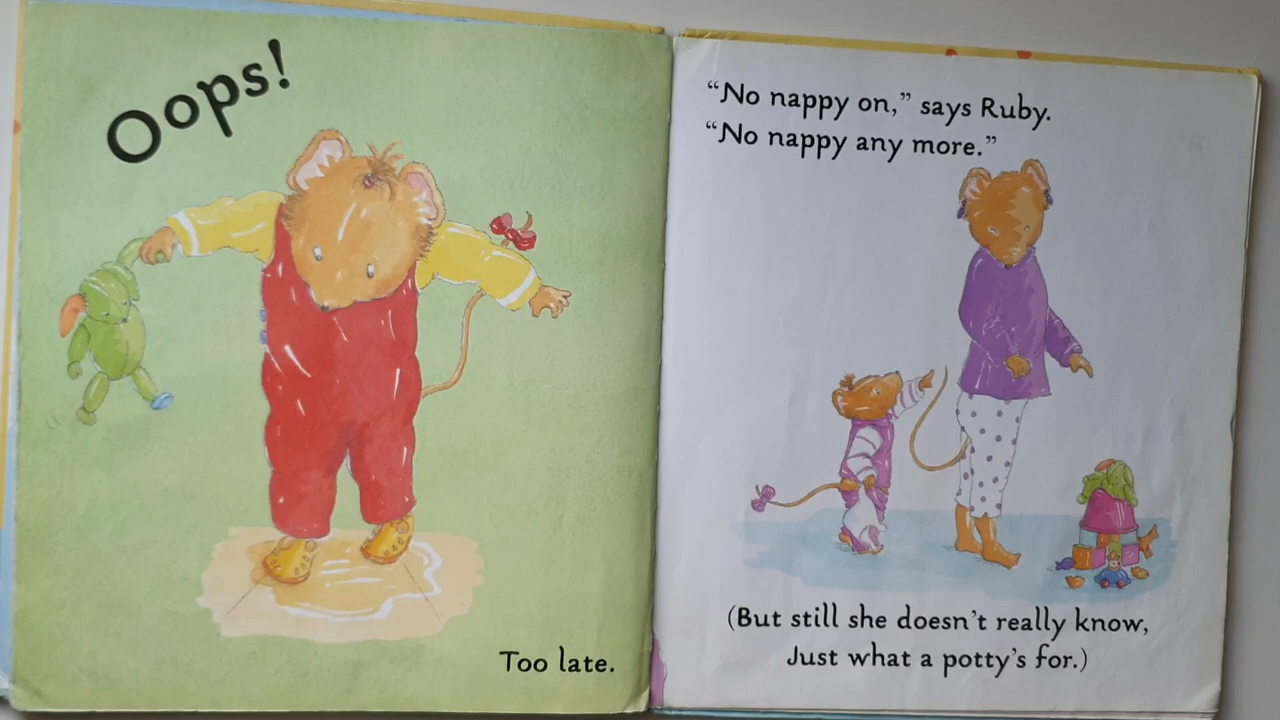 Oops!
Too late.
“No nappy on,” says Ruby.
“No nappy any more.”
(But still she doesn’t really know,
Just what a potty’s for.)